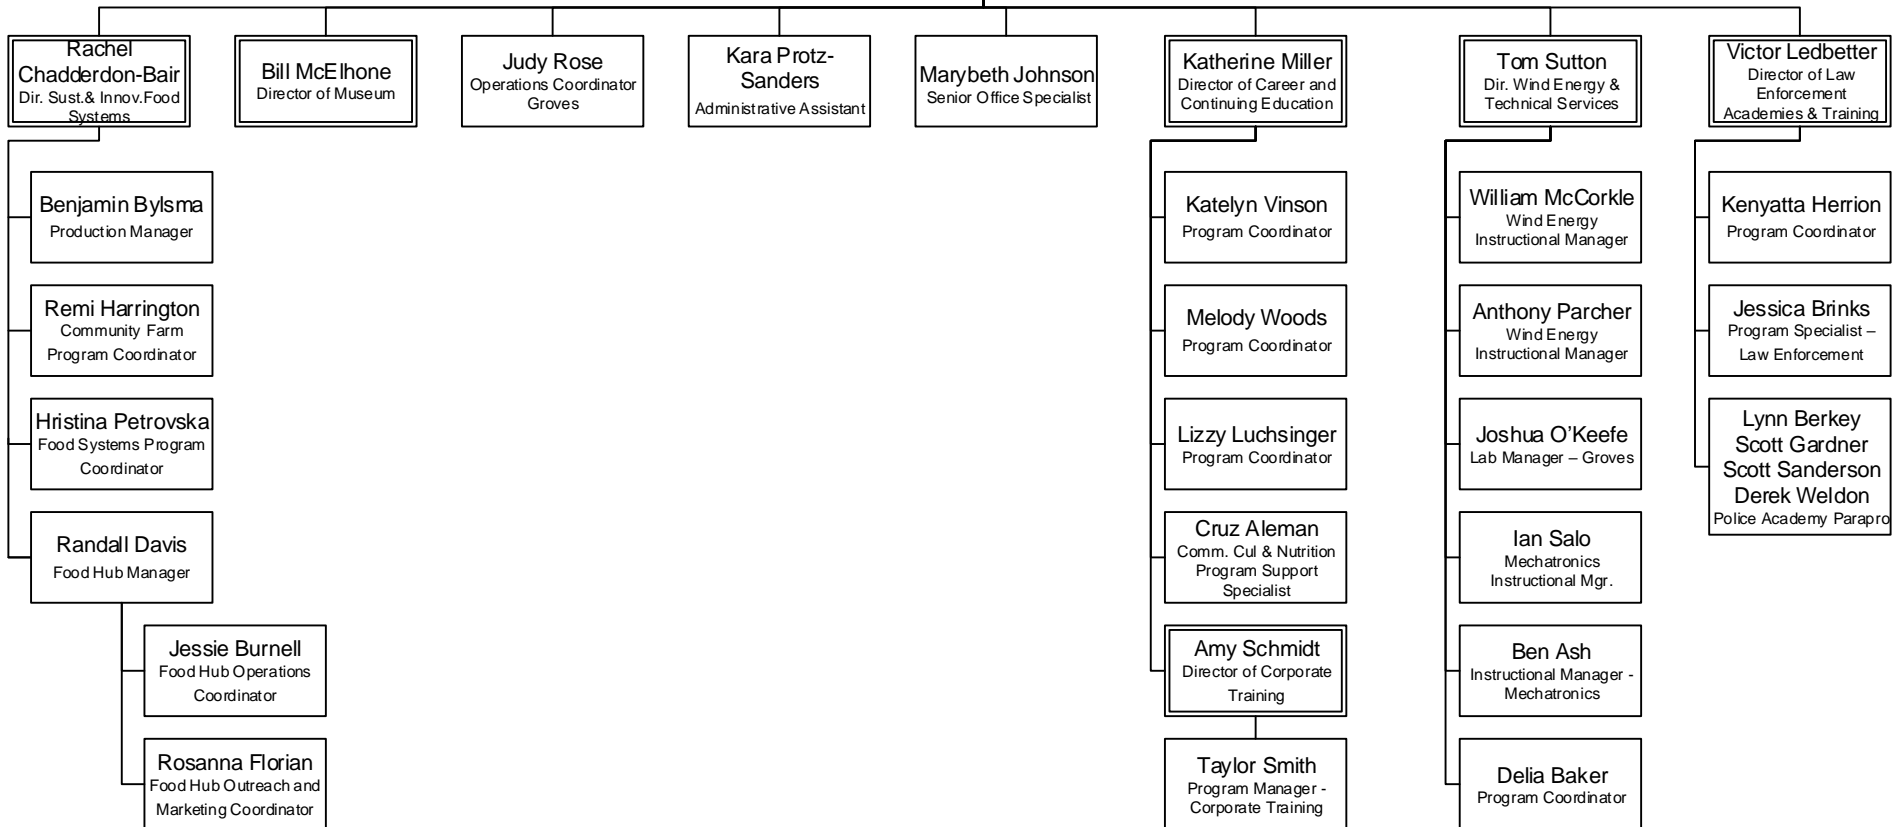 Rachel
Chadderdon-Bair
Dir. Sust.& Innov.Food
Systems
Bill McElhone
Director of Museum
Judy Rose
Operations Coordinator
Groves
Kara Protz-
Sanders
Administrative Assistant
Marybeth Johnson
Senior Office Specialist
Katherine Miller
Director of Career and
Continuing Education
Tom Sutton
Dir. Wind Energy &
Technical Services
Victor Ledbetter
Director of Law
Enforcement
Academies & Training
Benjamin Bylsma
Production Manager
Remi Harrington
Community Farm
Program Coordinator
Hristina Petrovska
Food Systems Program
Coordinator
Randall Davis
Food Hub Manager
Jessie Burnell
Food Hub Operations
Coordinator
Rosanna Florian
Food Hub Outreach and
Marketing Coordinator
Katelyn Vinson
Program Coordinator
Melody Woods
Program Coordinator
Lizzy Luchsinger
Program Coordinator
Cruz Aleman
Comm. Cul & Nutrition
Program Support
Specialist
Amy Schmidt
Director of Corporate
Training
Taylor Smith
Program Manager -
Corporate Training
William McCorkle
Wind Energy
Instructional Manager
Anthony Parcher
Wind Energy
Instructional Manager
Joshua O’Keefe
Lab Manager – Groves
Ian Salo
Mechatronics
Instructional Mgr.
Ben Ash
Instructional Manager -
Mechatronics
Delia Baker
Program Coordinator
Kenyatta Herrion
Program Coordinator
Jessica Brinks
Program Specialist –
Law Enforcement
Lynn Berkey
Scott Gardner
Scott Sanderson
Derek Weldon
Police Academy Parapro